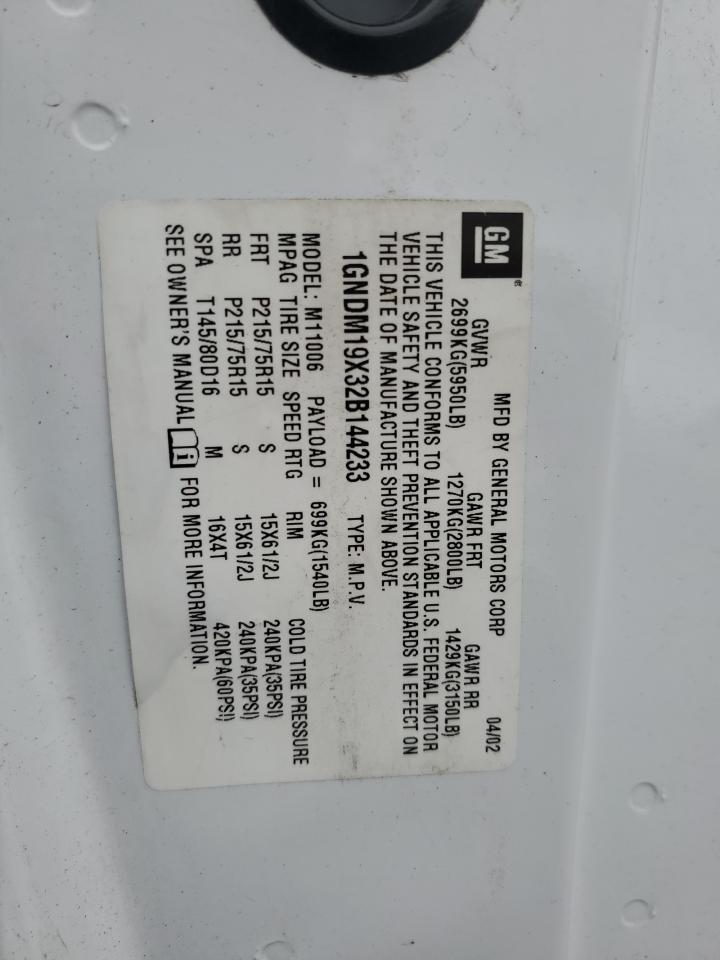 GM
MFD BY GENERAL MOTORS CORP 04/02
GVWR GAWR FRT GAWR RR
2699KG(5950LB) 1270KG(2800LB) 1429KG(3150LB)
THIS VEHICLE CONFORMS TO ALL APPLICABLE U.S. FEDERAL MOTOR
VEHICLE SAFETY AND THEFT PREVENTION STANDARDS IN EFFECT ON
THE DATE OF MANUFACTURE SHOWN ABOVE.
1GNDM19X32B144233 TYPE: M.P.V.
MODEL: M11006 PAYLOAD = 699KG(1540LB)
MPAG TIRE SIZE SPEED RTG RIM COLD TIRE PRESSURE
FRT P215/75R15 S 15X61/2J 240KPA(35PSI)
RR P215/75R15 S 15X61/2J 240KPA(35PSI)
SPA T145/80D16 M 16X4T 420KPA(60PSI)
SEE OWNER'S MANUAL i FOR MORE INFORMATION.